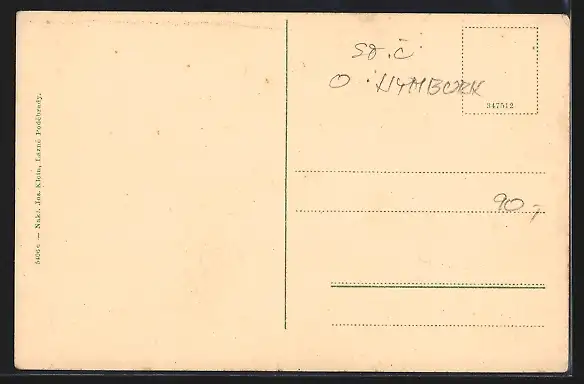 5406 c — Nakl. Jos. Klein, Lázně Poděbrady.
Stř. Č
O. NYMBURK
347512
90,-